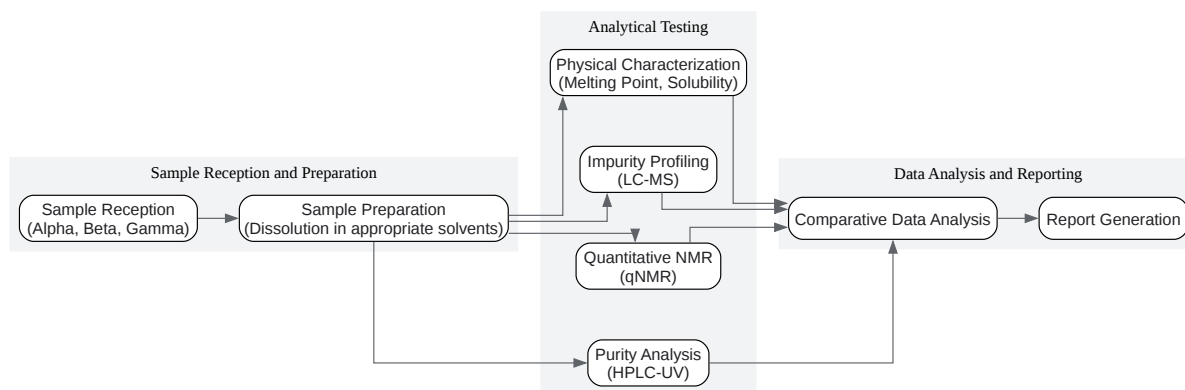 Analytical Testing
Physical Characterization
(Melting Point, Solubility)
Impurity Profiling
(LC-MS)
Quantitative NMR
(qNMR)
Purity Analysis
(HPLC-UV)
Sample Reception and Preparation
Sample Reception
(Alpha, Beta, Gamma)
Sample Preparation
(Dissolution in appropriate solvents)
Data Analysis and Reporting
Comparative Data Analysis
Report Generation